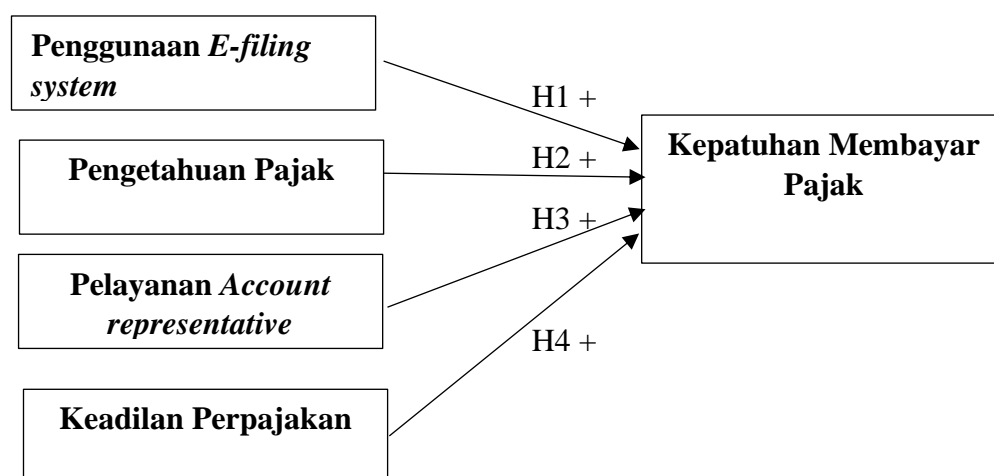 Penggunaan E-filing
system
H1 +
Kepatuhan Membayar
Pajak
Pengetahuan Pajak
H2 +
H3 +
Pelayanan Account
representative
H4 +
Keadilan Perpajakan